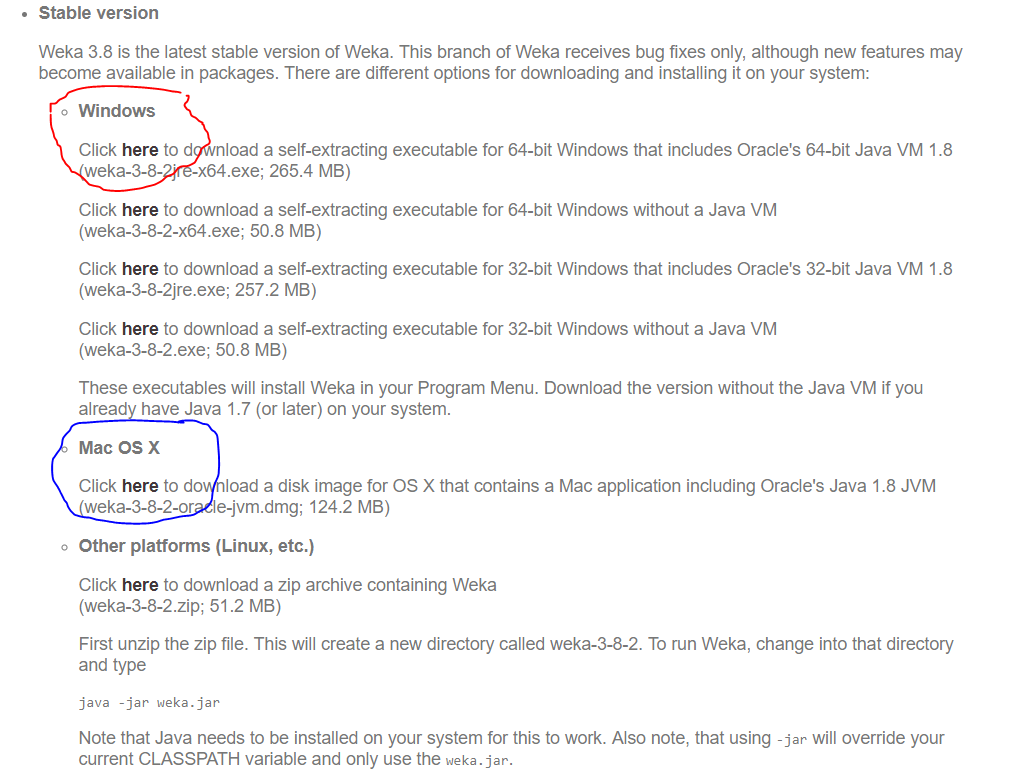 Stable version
Weka 3.8 is the latest stable version of Weka. This branch of Weka receives bug fixes only, although new features may
become available in packages. There are different options for downloading and installing it on your system:
Windows
Click here to download a self-extracting executable for 64-bit Windows that includes Oracle's 64-bit Java VM 1.8
(weka-3-8-2jre-x64.exe; 265.4 MB)
Click here to download a self-extracting executable for 64-bit Windows without a Java VM
(weka-3-8-2-x64.exe; 50.8 MB)
Click here to download a self-extracting executable for 32-bit Windows that includes Oracle's 32-bit Java VM 1.8
(weka-3-8-2jre.exe; 257.2 MB)
Click here to download a self-extracting executable for 32-bit Windows without a Java VM
(weka-3-8-2.exe; 50.8 MB)
These executables will install Weka in your Program Menu. Download the version without the Java VM if you
already have Java 1.7 (or later) on your system.
Mac OS X
Click here to download a disk image for OS X that contains a Mac application including Oracle's Java 1.8 JVM
(weka-3-8-2-oracle-jvm.dmg; 124.2 MB)
Other platforms (Linux, etc.)
Click here to download a zip archive containing Weka
(weka-3-8-2.zip; 51.2 MB)
First unzip the zip file. This will create a new directory called weka-3-8-2. To run Weka, change into that directory
and type
java -jar weka.jar
Note that Java needs to be installed on your system for this to work. Also note, that using -jar will override your
current CLASSPATH variable and only use the weka.jar.